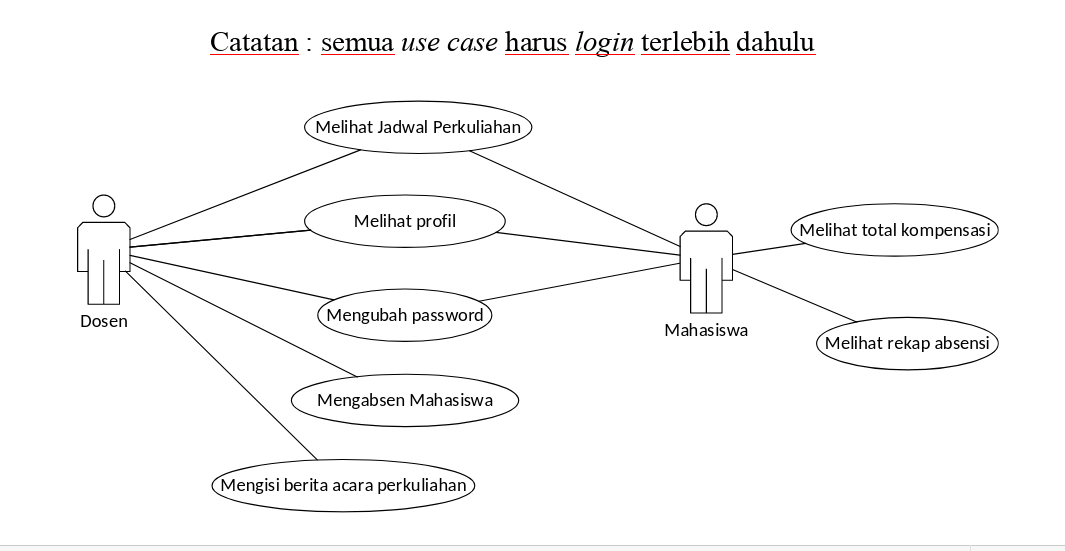 Catatan : semua use case harus login terlebih dahulu
Melihat Jadwal Perkuliahan
Melihat profil
Melihat total kompensasi
Mengubah password
Dosen
Mahasiswa
Melihat rekap absensi
Mengabsen Mahasiswa
Mengisi berita acara perkuliahan